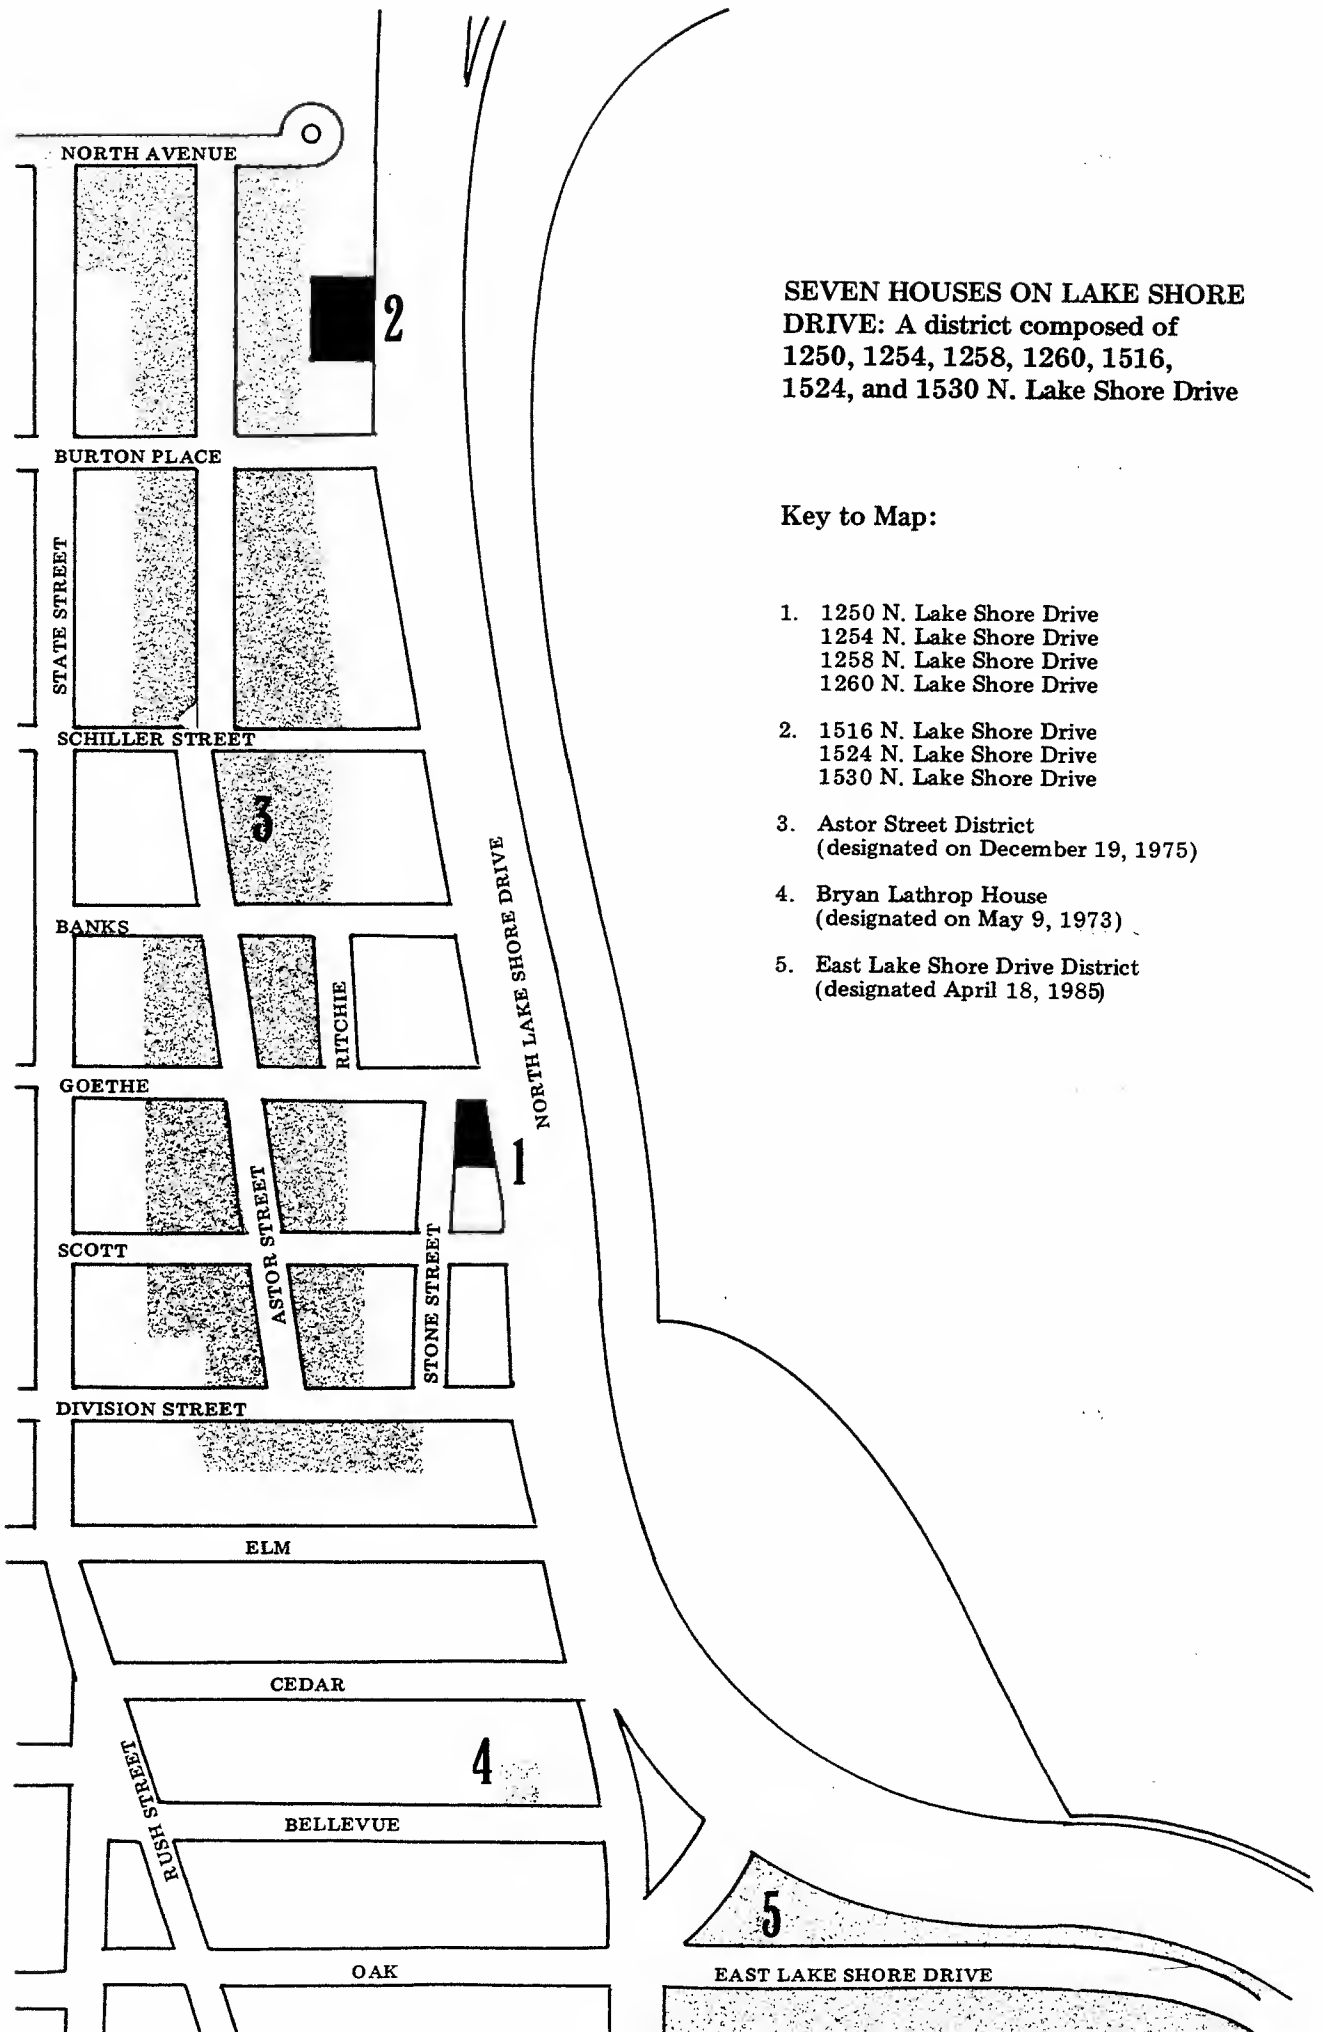 NORTH AVENUE
2
SEVEN HOUSES ON LAKE SHORE
DRIVE: A district composed of
1250, 1254, 1258, 1260, 1516,
1524, and 1530 N. Lake Shore Drive
BURTON PLACE
Key to Map:
STATE STREET
1. 1250 N. Lake Shore Drive
1254 N. Lake Shore Drive
1258 N. Lake Shore Drive
1260 N. Lake Shore Drive
2. 1516 N. Lake Shore Drive
1524 N. Lake Shore Drive
1530 N. Lake Shore Drive
SCHILLER STREET
3
3. Astor Street District
(designated on December 19, 1975)
4. Bryan Lathrop House
(designated on May 9, 1973)
5. East Lake Shore Drive District
(designated April 18, 1985)
NORTH LAKE SHORE DRIVE
BANKS
RITCHIE
GOETHE
1
ASTOR STREET
SCOTT
STONE STREET
DIVISION STREET
ELM
CEDAR
4
RUSH STREET
BELLEVUE
5
OAK
EAST LAKE SHORE DRIVE